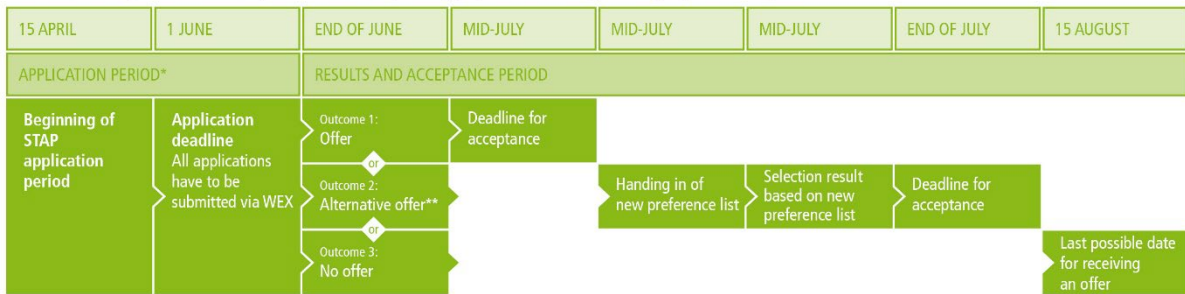 15 APRIL
1 JUNE
END OF JUNE
MID-JULY
MID-JULY
MID-JULY
END OF JULY
15 AUGUST
APPLICATION PERIOD*
RESULTS AND ACCEPTANCE PERIOD
Beginning of
STAP
application
period
Application
deadline
All applications
have to be
submitted via WEX
Outcome 1:
Offer
or
Outcome 2:
Alternative offer**
or
Outcome 3:
No offer
Deadline for
acceptance
Handing in of
new preference list
Selection result
based on new
preference list
Deadline for
acceptance
Last possible date
for receiving
an offer